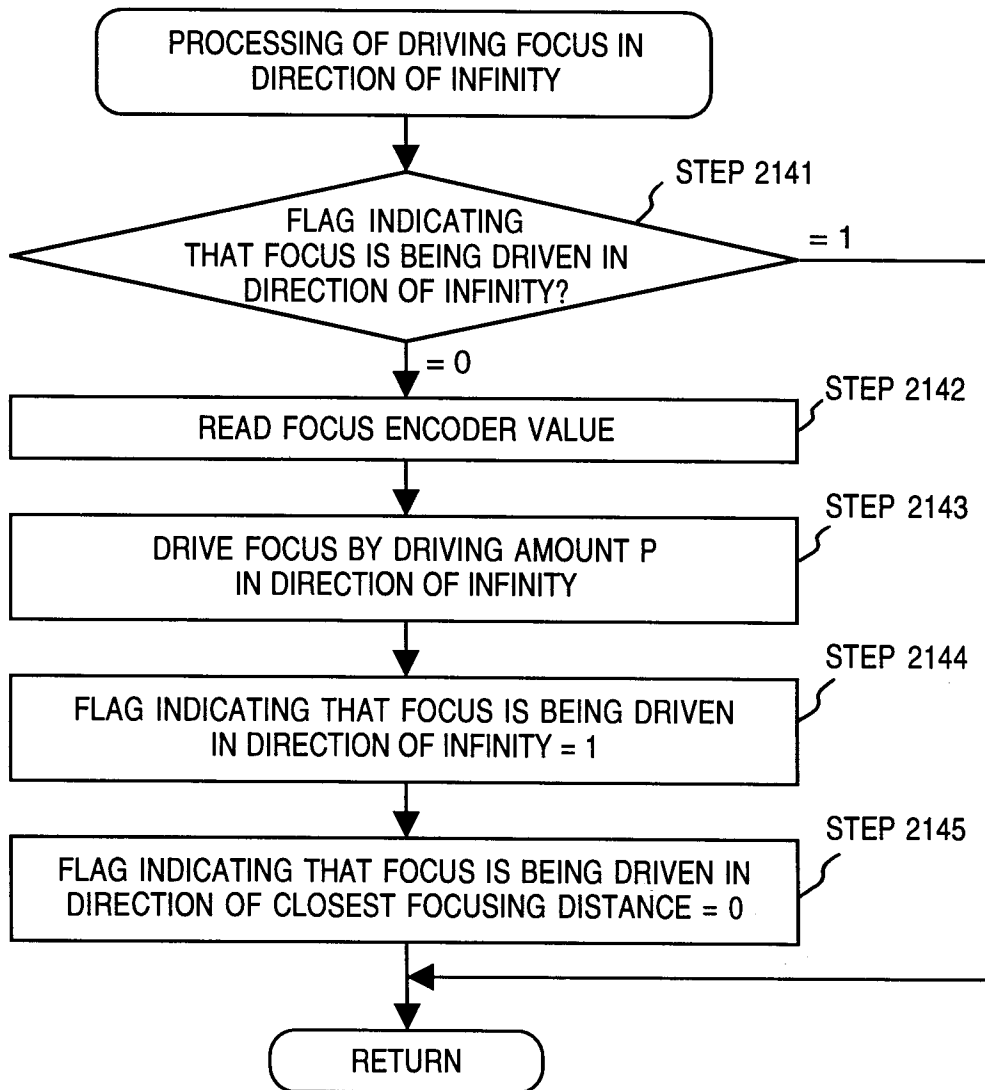 PROCESSING OF DRIVING FOCUS IN
DIRECTION OF INFINITY
STEP 2141
FLAG INDICATING
THAT FOCUS IS BEING DRIVEN IN
DIRECTION OF INFINITY?
= 1
= 0
STEP 2142
READ FOCUS ENCODER VALUE
STEP 2143
DRIVE FOCUS BY DRIVING AMOUNT P
IN DIRECTION OF INFINITY
STEP 2144
FLAG INDICATING THAT FOCUS IS BEING DRIVEN
IN DIRECTION OF INFINITY = 1
STEP 2145
FLAG INDICATING THAT FOCUS IS BEING DRIVEN IN
DIRECTION OF CLOSEST FOCUSING DISTANCE = 0
RETURN